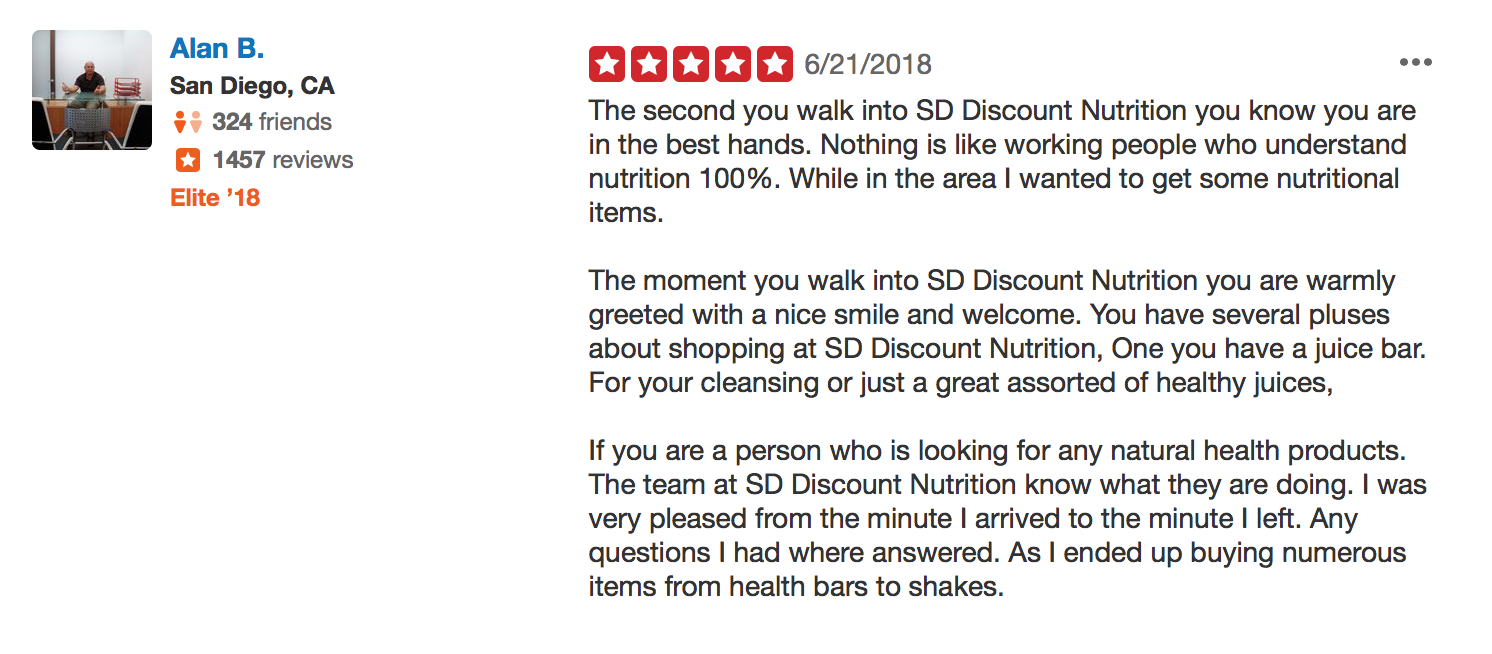 Alan B.
San Diego, CA
324 friends
1457 reviews
Elite ’18
6/21/2018
The second you walk into SD Discount Nutrition you know you are
in the best hands. Nothing is like working people who understand
nutrition 100%. While in the area I wanted to get some nutritional
items.
The moment you walk into SD Discount Nutrition you are warmly
greeted with a nice smile and welcome. You have several pluses
about shopping at SD Discount Nutrition, One you have a juice bar.
For your cleansing or just a great assorted of healthy juices,
If you are a person who is looking for any natural health products.
The team at SD Discount Nutrition know what they are doing. I was
very pleased from the minute I arrived to the minute I left. Any
questions I had where answered. As I ended up buying numerous
items from health bars to shakes.